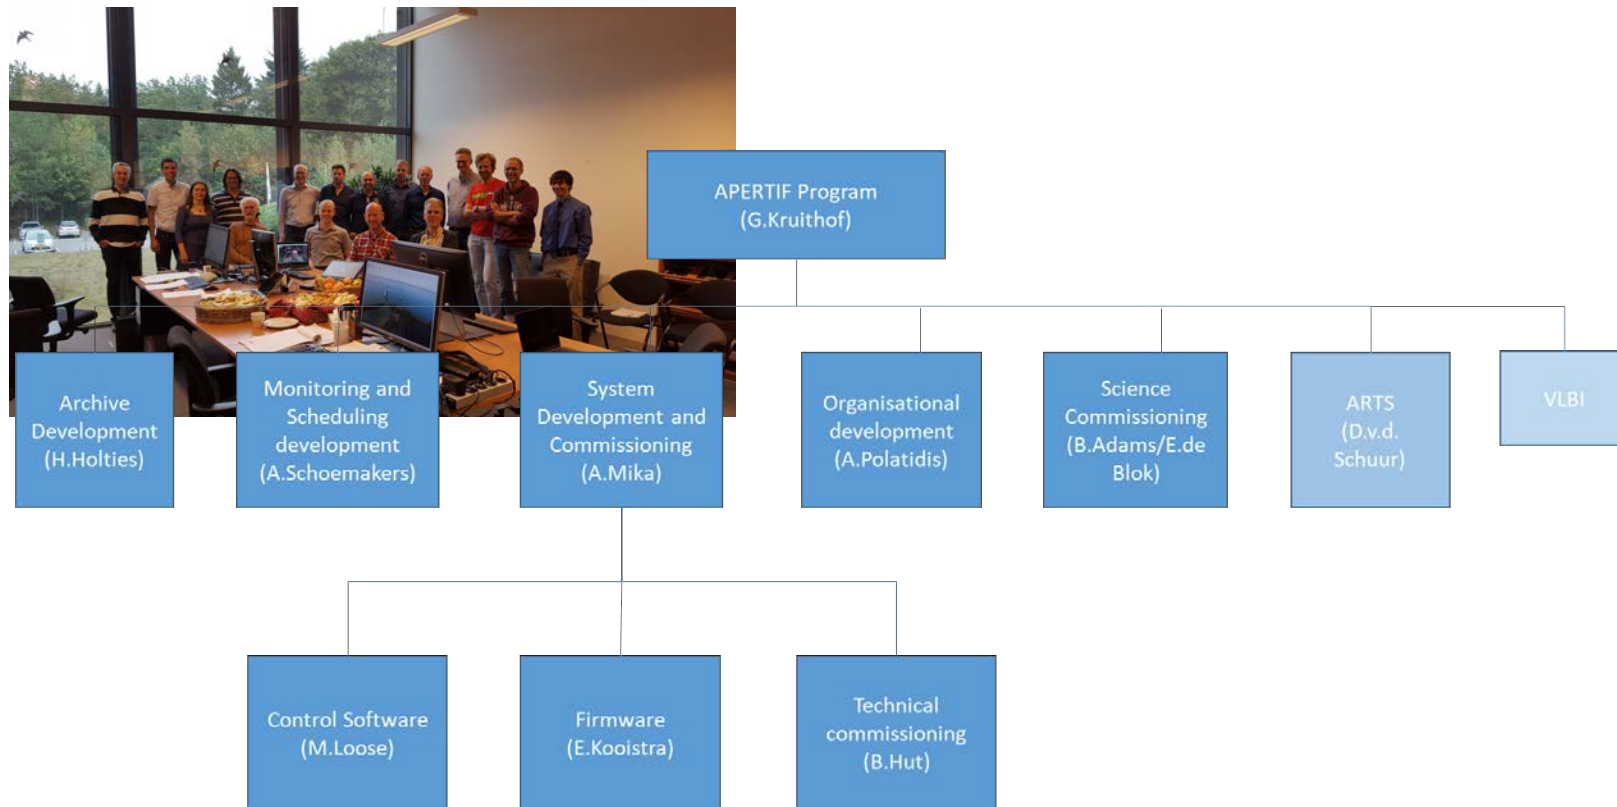 APERTIF Program
(G.Kruithof)
Archive
Development
(H.Holties)
Monitoring and
Scheduling
development
(A.Schoemakers)
System
Development and
Commissioning
(A.Mika)
Organisational
development
(A.Polatidis)
Science
Commissioning
(B.Adams/E.de
Blok)
ARTS
(D.v.d.
Schuur)
VLBI
Control Software
(M.Loose)
Firmware
(E.Kooistra)
Technical
commissioning
(B.Hut)